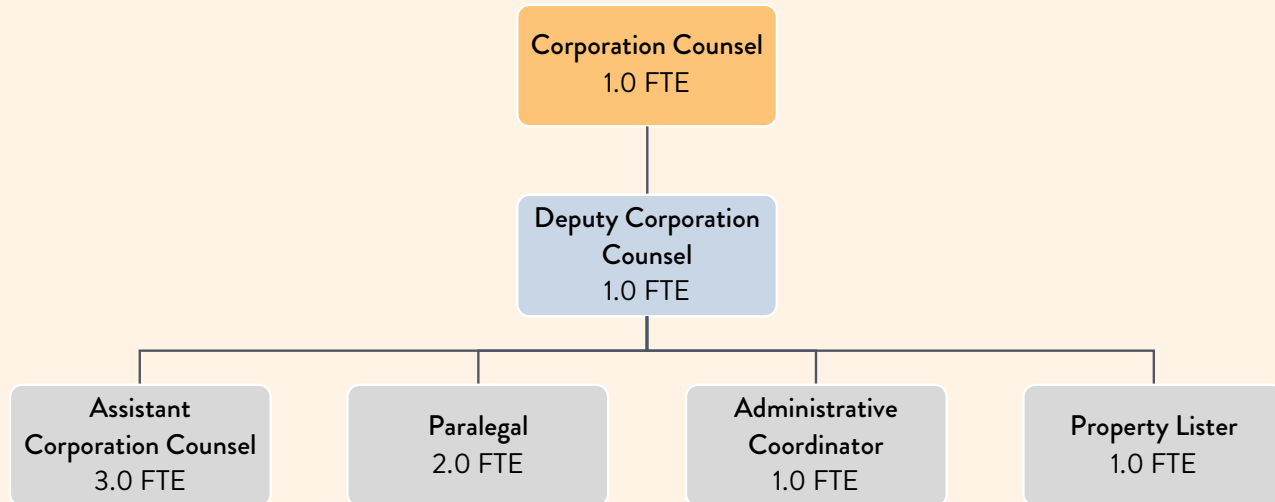 Corporation Counsel
1.0 FTE
Deputy Corporation
Counsel
1.0 FTE
Assistant
Corporation Counsel
3.0 FTE
Paralegal
2.0 FTE
Administrative
Coordinator
1.0 FTE
Property Lister
1.0 FTE